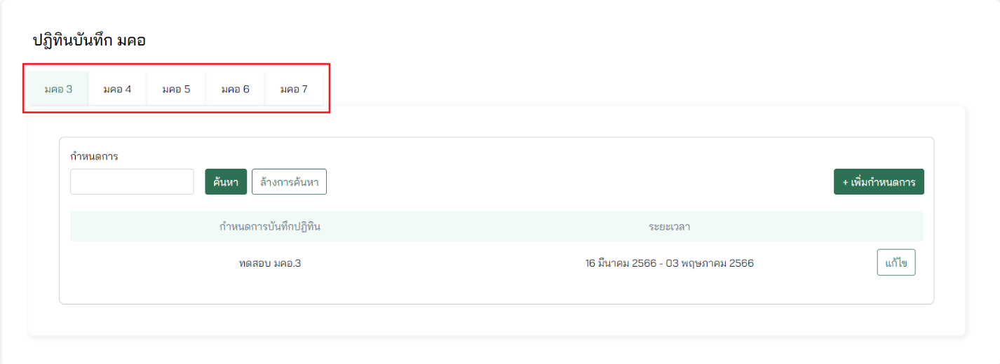 ปฏิทินบันทึก มคอ
มคอ 3 มคอ 4 มคอ 5 มคอ 6 มคอ 7
กำหนดการ
ค้นหา ล้างการค้นหา + เพิ่มกำหนดการ
กำหนดการบันทึกปฏิทิน ระยะเวลา
ทดสอบ มคอ.3 16 มีนาคม 2566 - 03 พฤษภาคม 2566 แก้ไข